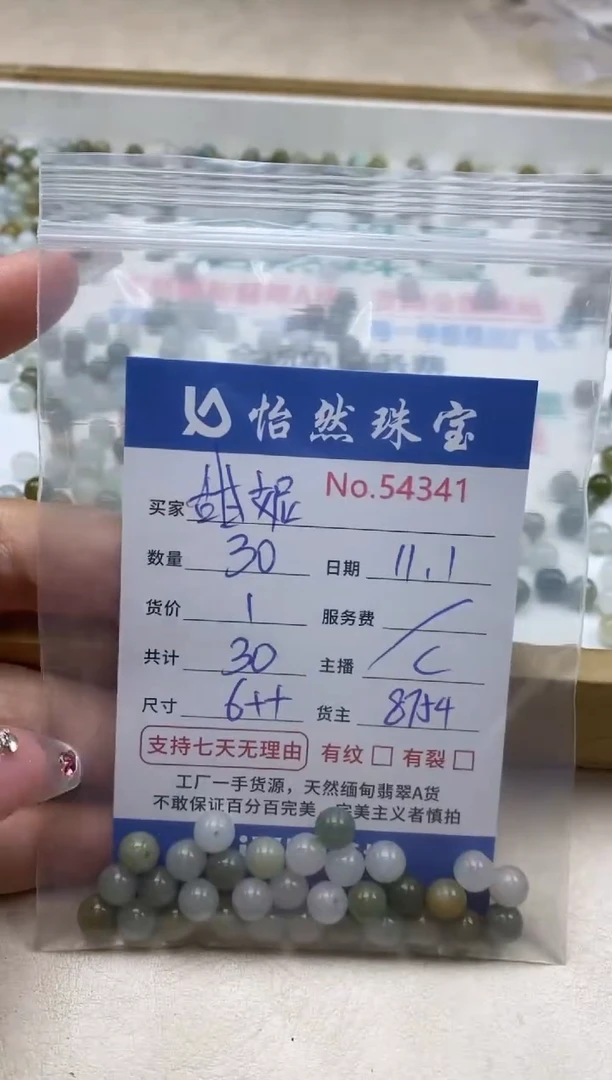 怡然珠宝
No.54341
买家 甜妮
数量 30 日期 11.1
货价 1 服务费 /
共计 30 主播 C
尺寸 6++ 货主 8754
支持七天无理由 有纹 □ 有裂 □
工厂一手货源，天然缅甸翡翠A货
不敢保证百分百完美，完美主义者慎拍